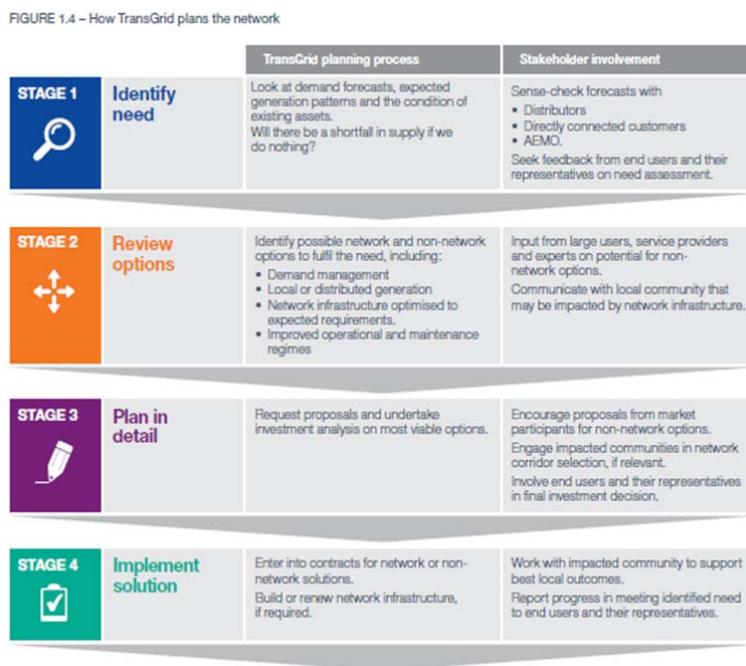 FIGURE 1.4 – How TransGrid plans the network
TransGrid planning process
Stakeholder involvement
STAGE 1
Identify
need
Look at demand forecasts, expected
generation patterns and the condition of
existing assets.
Will there be a shortfall in supply if we
do nothing?
Sense-check forecasts with
• Distributors
• Directly connected customers
• AEMO.
Seek feedback from end users and their
representatives on need assessment.
STAGE 2
Review
options
Identify possible network and non-network
options to fulfil the need, including:
• Demand management
• Local or distributed generation
• Network infrastructure optimised to
expected requirements.
• Improved operational and maintenance
regimes
Input from large users, service providers
and experts on potential for non-
network options.
Communicate with local community that
may be impacted by network infrastructure.
STAGE 3
Plan in
detail
Request proposals and undertake
investment analysis on most viable options.
Encourage proposals from market
participants for non-network options.
Engage impacted communities in network
corridor selection, if relevant.
Involve end users and their representatives
in final investment decision.
STAGE 4
Implement
solution
Enter into contracts for network or non-
network solutions.
Build or renew network infrastructure,
if required.
Work with impacted community to support
best local outcomes.
Report progress in meeting identified need
to end users and their representatives.